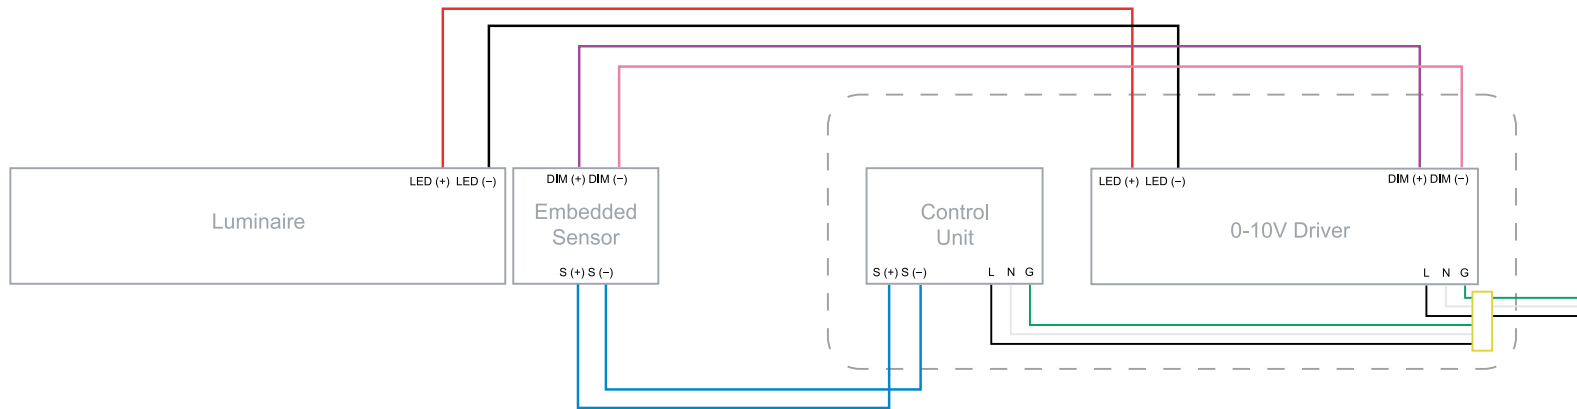 LED (+) LED (–)
Luminaire
DIM (+) DIM (–)
Embedded
Sensor
S (+) S (–)
Control
Unit
S (+) S (–) L N G
LED (+) LED (–) DIM (+) DIM (–)
0-10V Driver
L N G